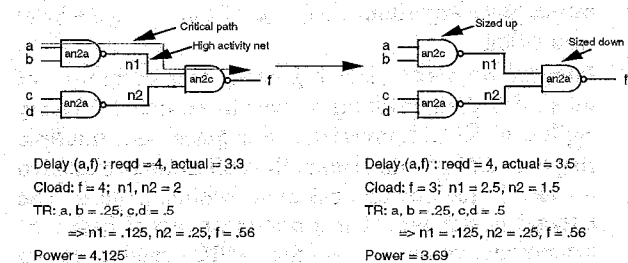 Critical path
High activity net
a
b
an2a
n1
an2c
f
c
d
an2a
n2
Delay (a,f) : reqd = 4, actual = 3.3
Cload: f = 4; n1, n2 = 2
TR: a, b = .25, c,d = .5
=> n1 = .125, n2 = .25, f = .56
Power = 4.125
Sized up
Sized down
a
b
an2c
n1
an2a
f
c
d
an2a
n2
Delay (a,f) : reqd = 4, actual = 3.5
Cload: f = 3; n1 = 2.5, n2 = 1.5
TR: a, b = .25, c,d = .5
=> n1 = .125, n2 = .25, f = .56
Power = 3.69